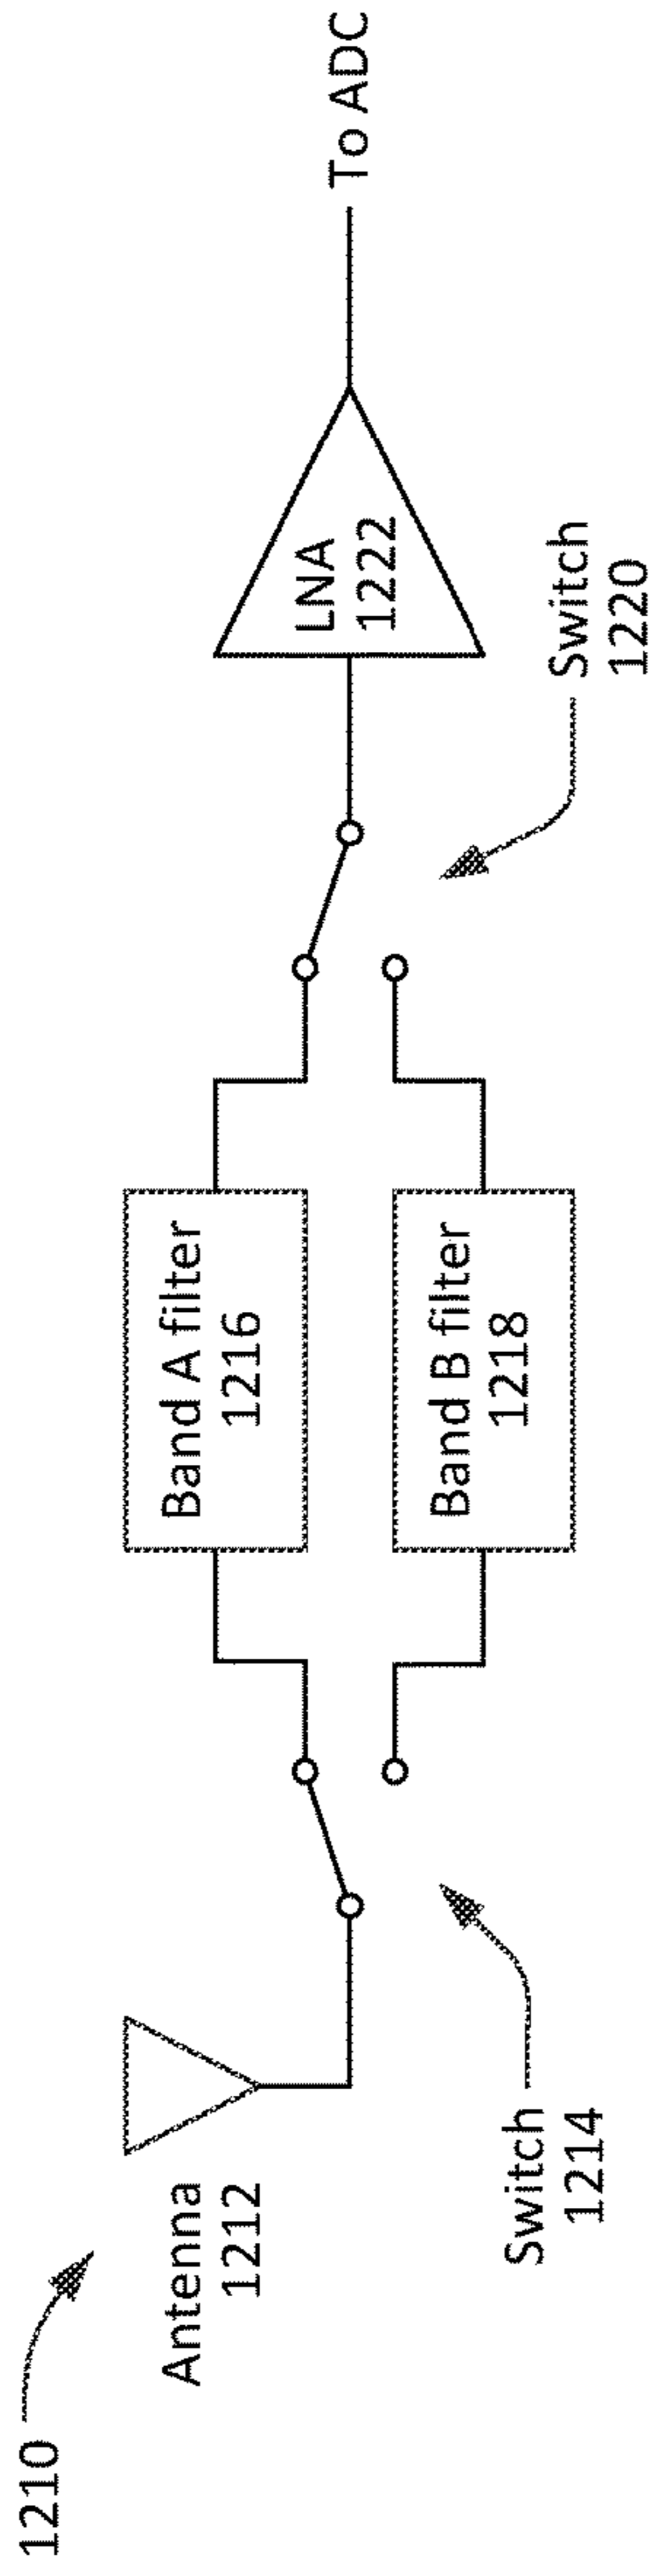 1210
Antenna
1212
Switch
1214
Band A filter
1216
Band B filter
1218
Switch
1220
LNA
1222
To ADC